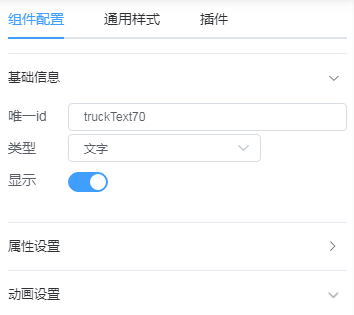 组件配置 通用样式 插件
基础信息
唯一id truckText70
类型 文字
显示
属性设置
动画设置